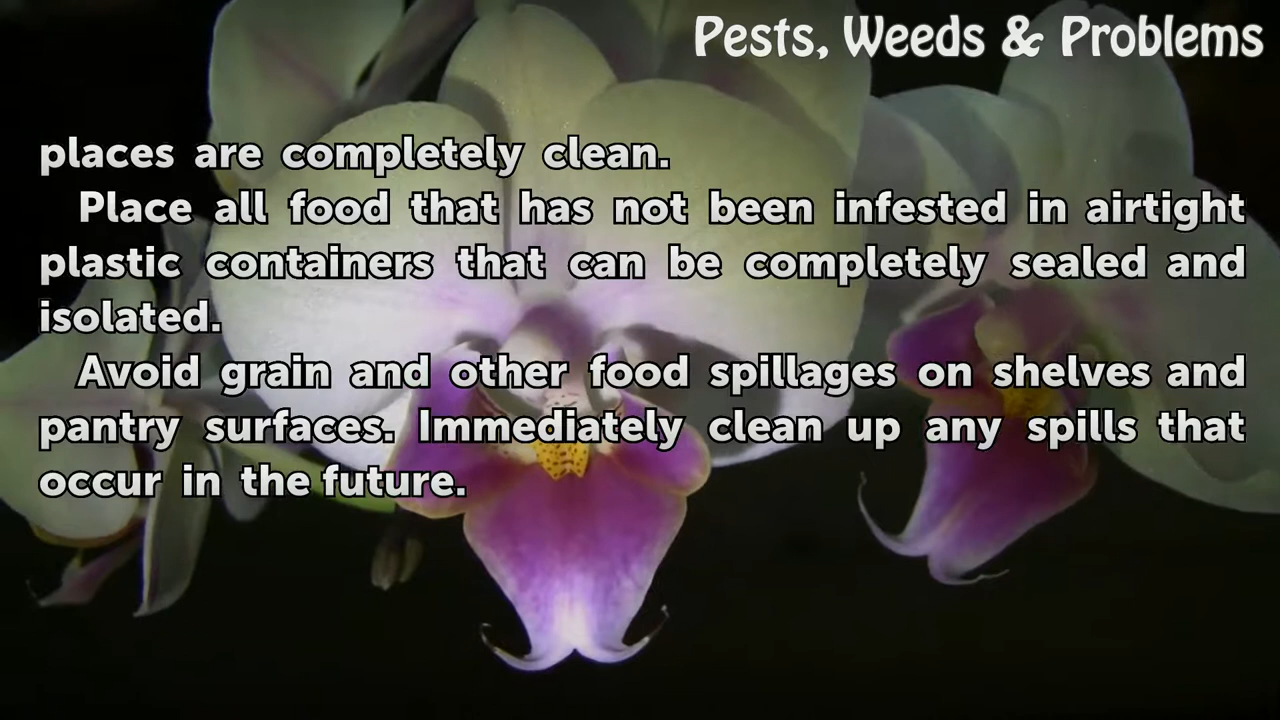 Pests, Weeds & Problems
places are completely clean.
Place all food that has not been infested in airtight
plastic containers that can be completely sealed and
isolated.
Avoid grain and other food spillages on shelves and
pantry surfaces. Immediately clean up any spills that
occur in the future.